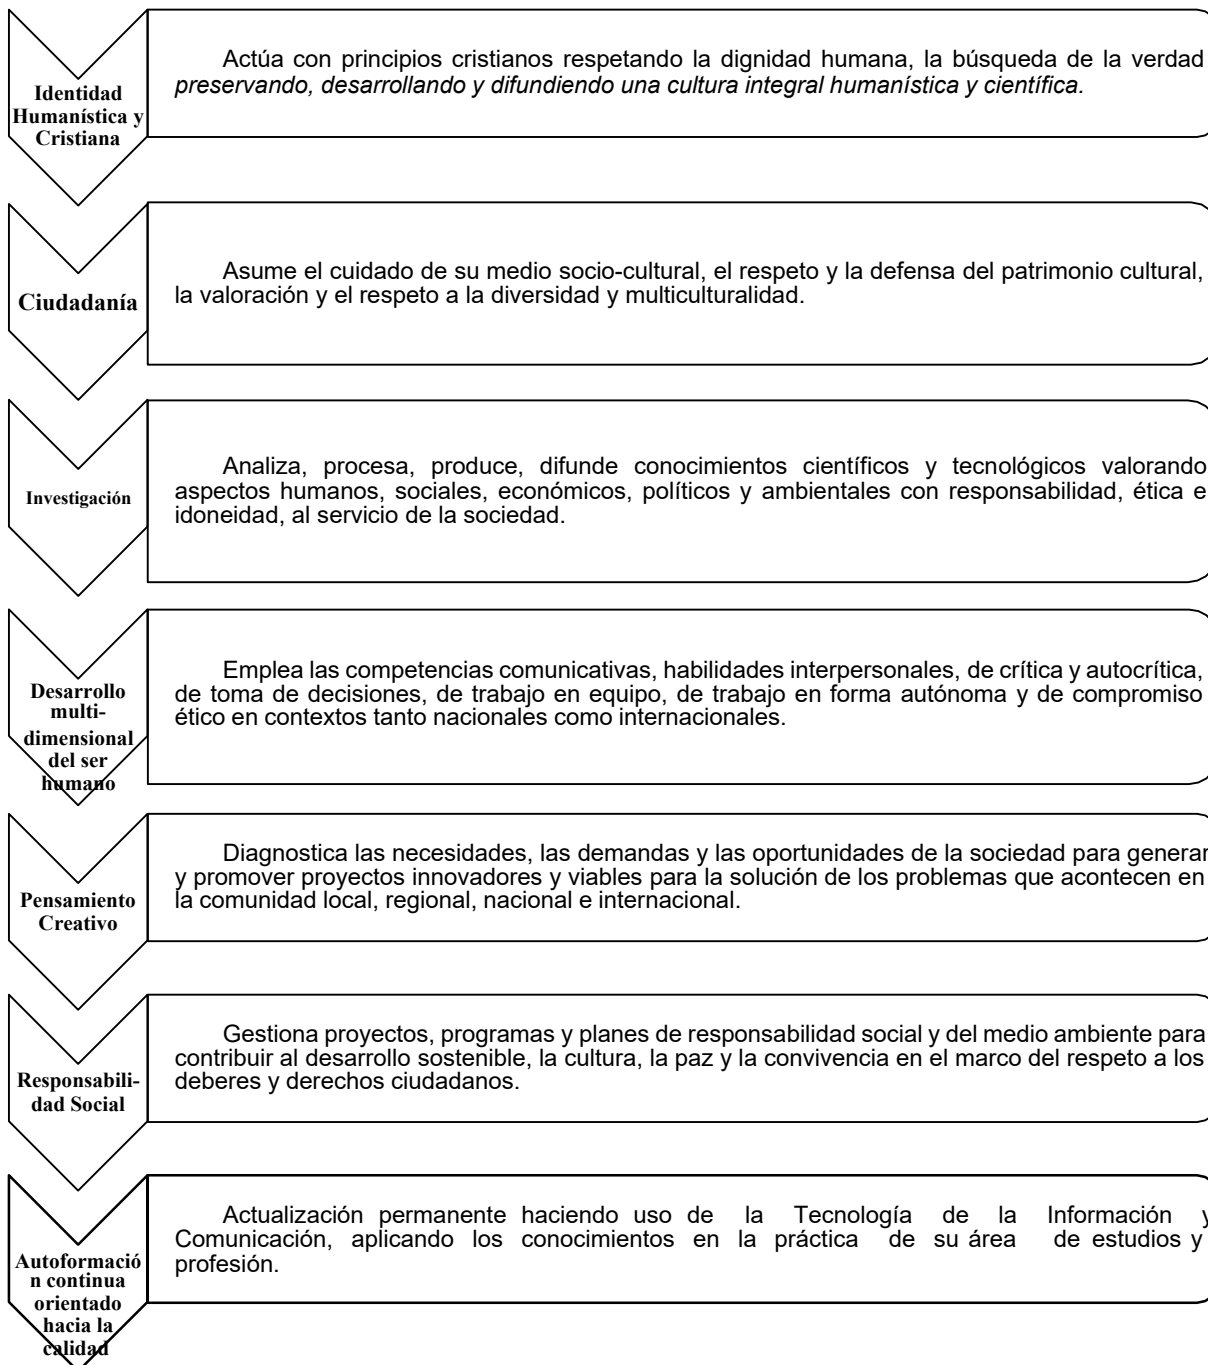 Identidad
Humanística y
Cristiana
Actúa con principios cristianos respetando la dignidad humana, la búsqueda de la verdad
preservando, desarrollando y difundiendo una cultura integral humanística y científica.
Ciudadanía
Asume el cuidado de su medio socio-cultural, el respeto y la defensa del patrimonio cultural,
la valoración y el respeto a la diversidad y multiculturalidad.
Investigación
Analiza, procesa, produce, difunde conocimientos científicos y tecnológicos valorando
aspectos humanos, sociales, económicos, políticos y ambientales con responsabilidad, ética e
idoneidad, al servicio de la sociedad.
Desarrollo
multi-
dimensional
del ser
humano
Emplea las competencias comunicativas, habilidades interpersonales, de crítica y autocrítica,
de toma de decisiones, de trabajo en equipo, de trabajo en forma autónoma y de compromiso
ético en contextos tanto nacionales como internacionales.
Pensamiento
Creativo
Diagnostica las necesidades, las demandas y las oportunidades de la sociedad para generar
y promover proyectos innovadores y viables para la solución de los problemas que acontecen en
la comunidad local, regional, nacional e internacional.
Responsabili-
dad Social
Gestiona proyectos, programas y planes de responsabilidad social y del medio ambiente para
contribuir al desarrollo sostenible, la cultura, la paz y la convivencia en el marco del respeto a los
deberes y derechos ciudadanos.
Autoformació
n continua
orientado
hacia la
calidad
Actualización permanente haciendo uso de la Tecnología de la Información y
Comunicación, aplicando los conocimientos en la práctica de su área de estudios y
profesión.